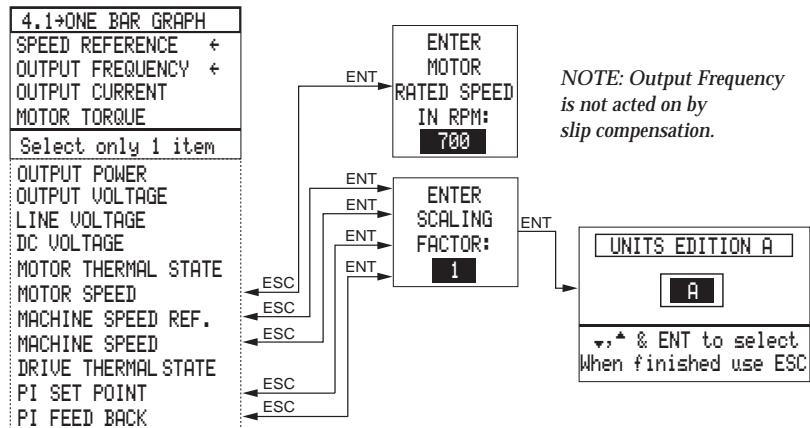 4.1→ONE BAR GRAPH
SPEED REFERENCE ←
OUTPUT FREQUENCY ←
OUTPUT CURRENT
MOTOR TORQUE
Select only 1 item
OUTPUT POWER
OUTPUT VOLTAGE
LINE VOLTAGE
DC VOLTAGE
MOTOR THERMAL STATE
MOTOR SPEED
MACHINE SPEED REF.
MACHINE SPEED
DRIVE THERMAL STATE
PI SET POINT
PI FEED BACK
ESC
ESC
ESC
ESC
ESC
ENT
ENT
ENT
ENT
ENT
ENTER
MOTOR
RATED SPEED
IN RPM:
700
ENTER
SCALING
FACTOR:
1
ENT
NOTE: Output Frequency
is not acted on by
slip compensation.
UNITS EDITION A
A
▾,▴ & ENT to select
When finished use ESC